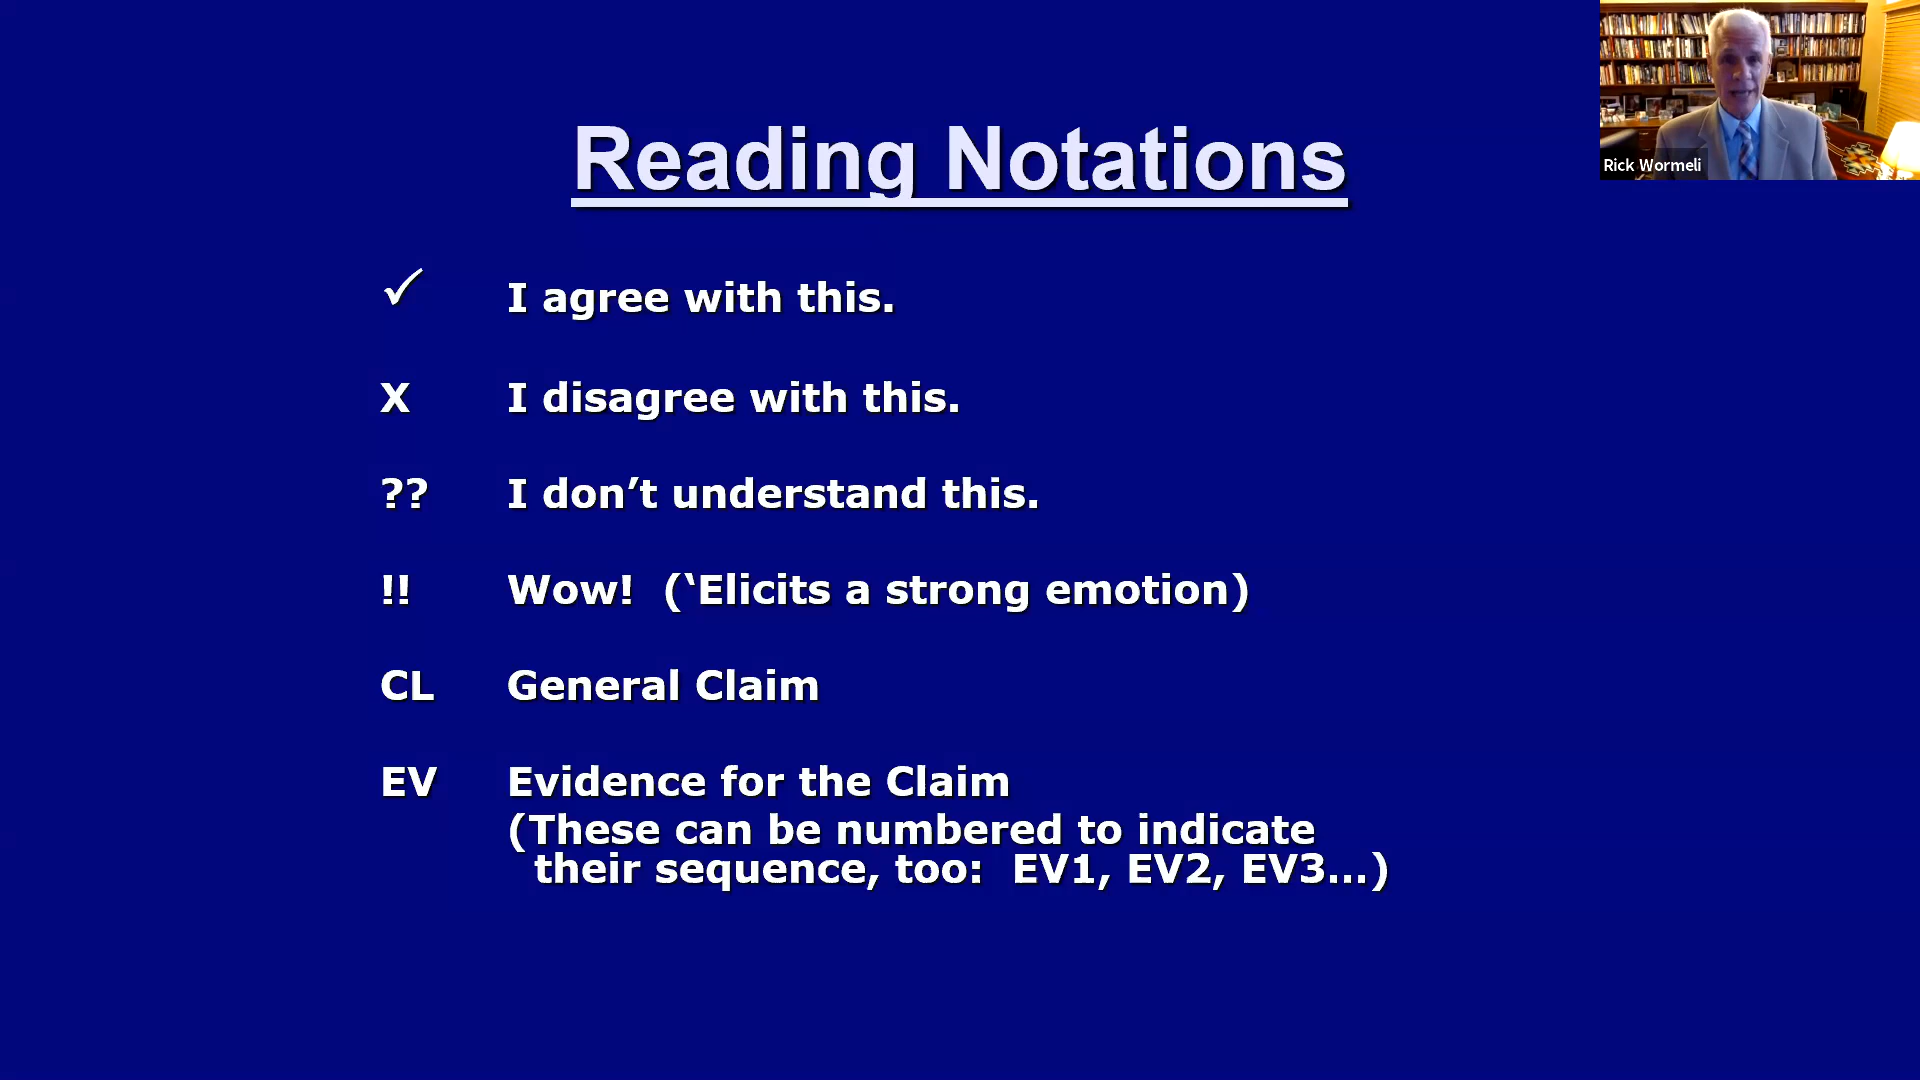 Reading Notations
Rick Wormeli
✓ I agree with this.
X I disagree with this.
?? I don’t understand this.
!! Wow!  (‘Elicits a strong emotion)
CL General Claim
EV Evidence for the Claim
(These can be numbered to indicate
their sequence, too:  EV1, EV2, EV3…)